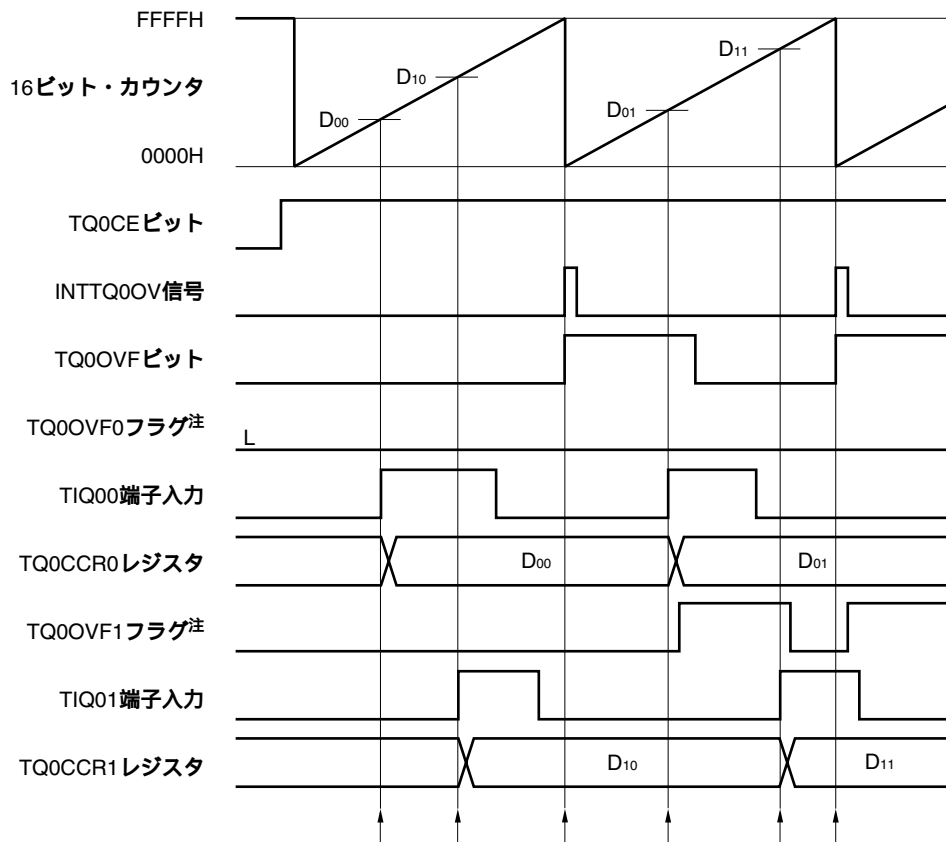 FFFFH
16ビット・カウンタ
0000H
D00
D10
D01
D11
TQ0CEビット
INTTQ0OV信号
TQ0OVFビット
TQ0OVF0フラグ注
L
TIQ00端子入力
TQ0CCR0レジスタ
D00
D01
TQ0OVF1フラグ注
TIQ01端子入力
TQ0CCR1レジスタ
D10
D11